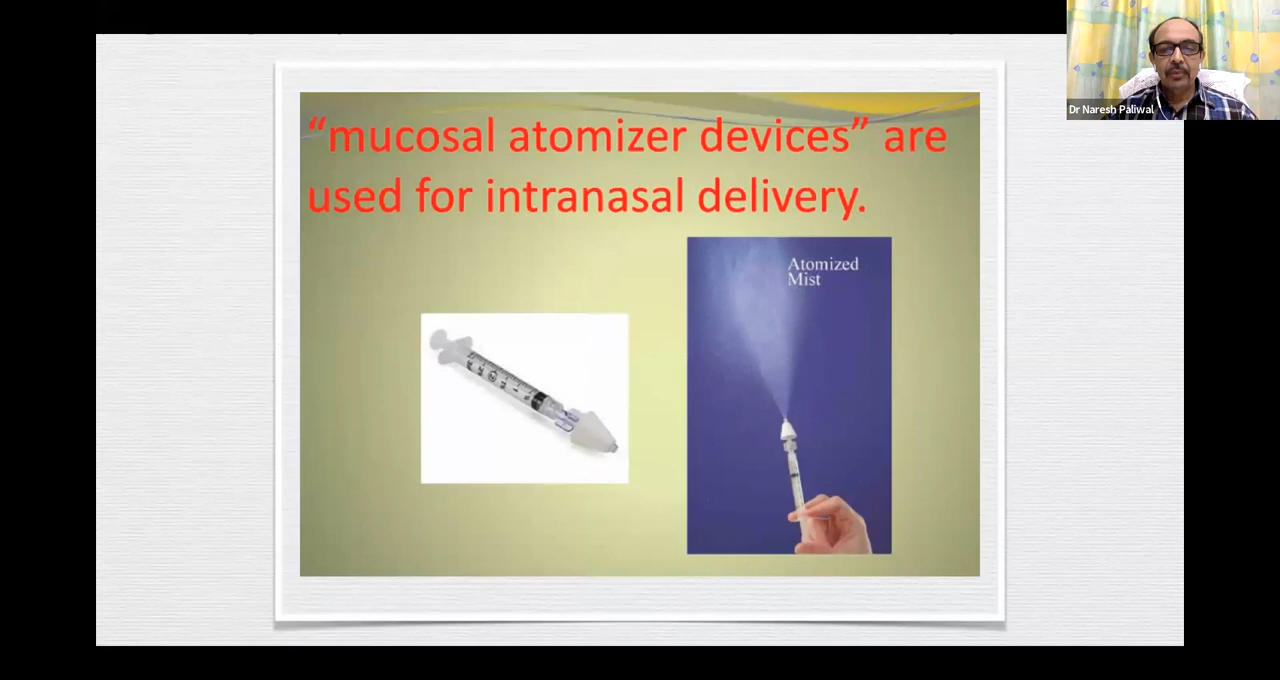 “mucosal atomizer devices” are
used for intranasal delivery.
Atomized
Mist
Dr Naresh Paliwal